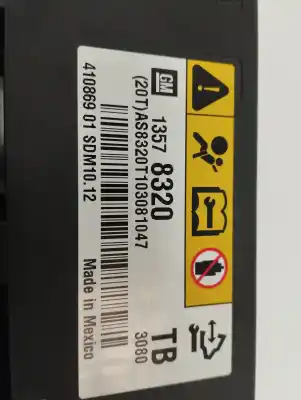 GM
1357
8320
TB
(20T)AS8320T103081047
3080
410869 01 SDM10.12
Made in Mexico